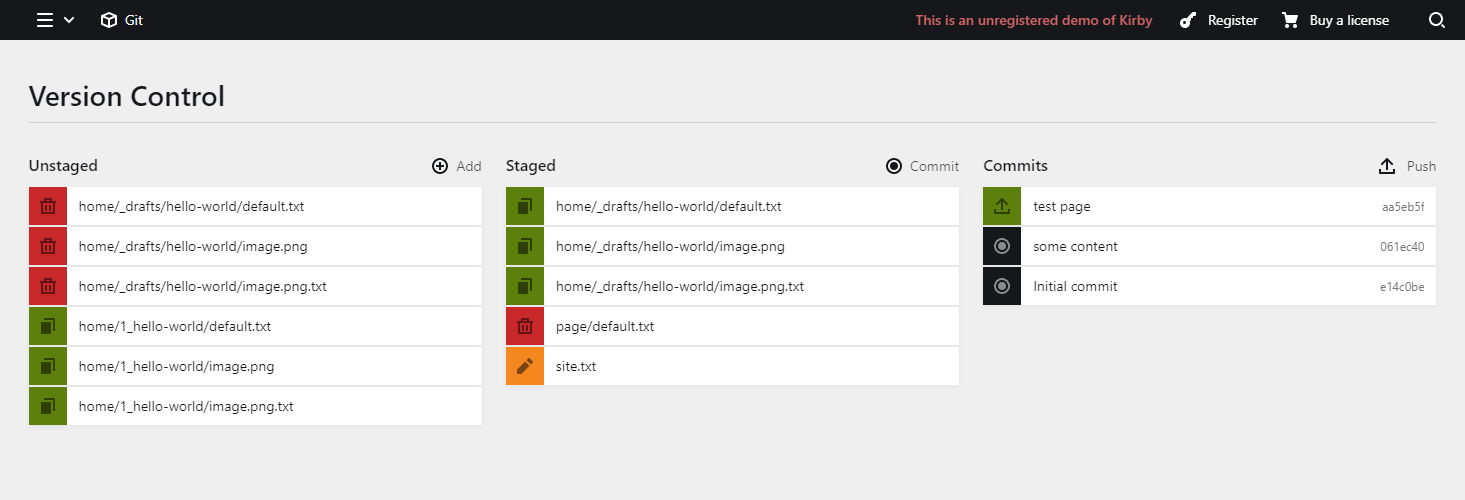 Git
This is an unregistered demo of Kirby
Register
Buy a license
Version Control
Unstaged
Add
home/_drafts/hello-world/default.txt
home/_drafts/hello-world/image.png
home/_drafts/hello-world/image.png.txt
home/1_hello-world/default.txt
home/1_hello-world/image.png
home/1_hello-world/image.png.txt
Staged
Commit
home/_drafts/hello-world/default.txt
home/_drafts/hello-world/image.png
home/_drafts/hello-world/image.png.txt
page/default.txt
site.txt
Commits
Push
test page aa5eb5f
some content 061ec40
Initial commit e14c0be